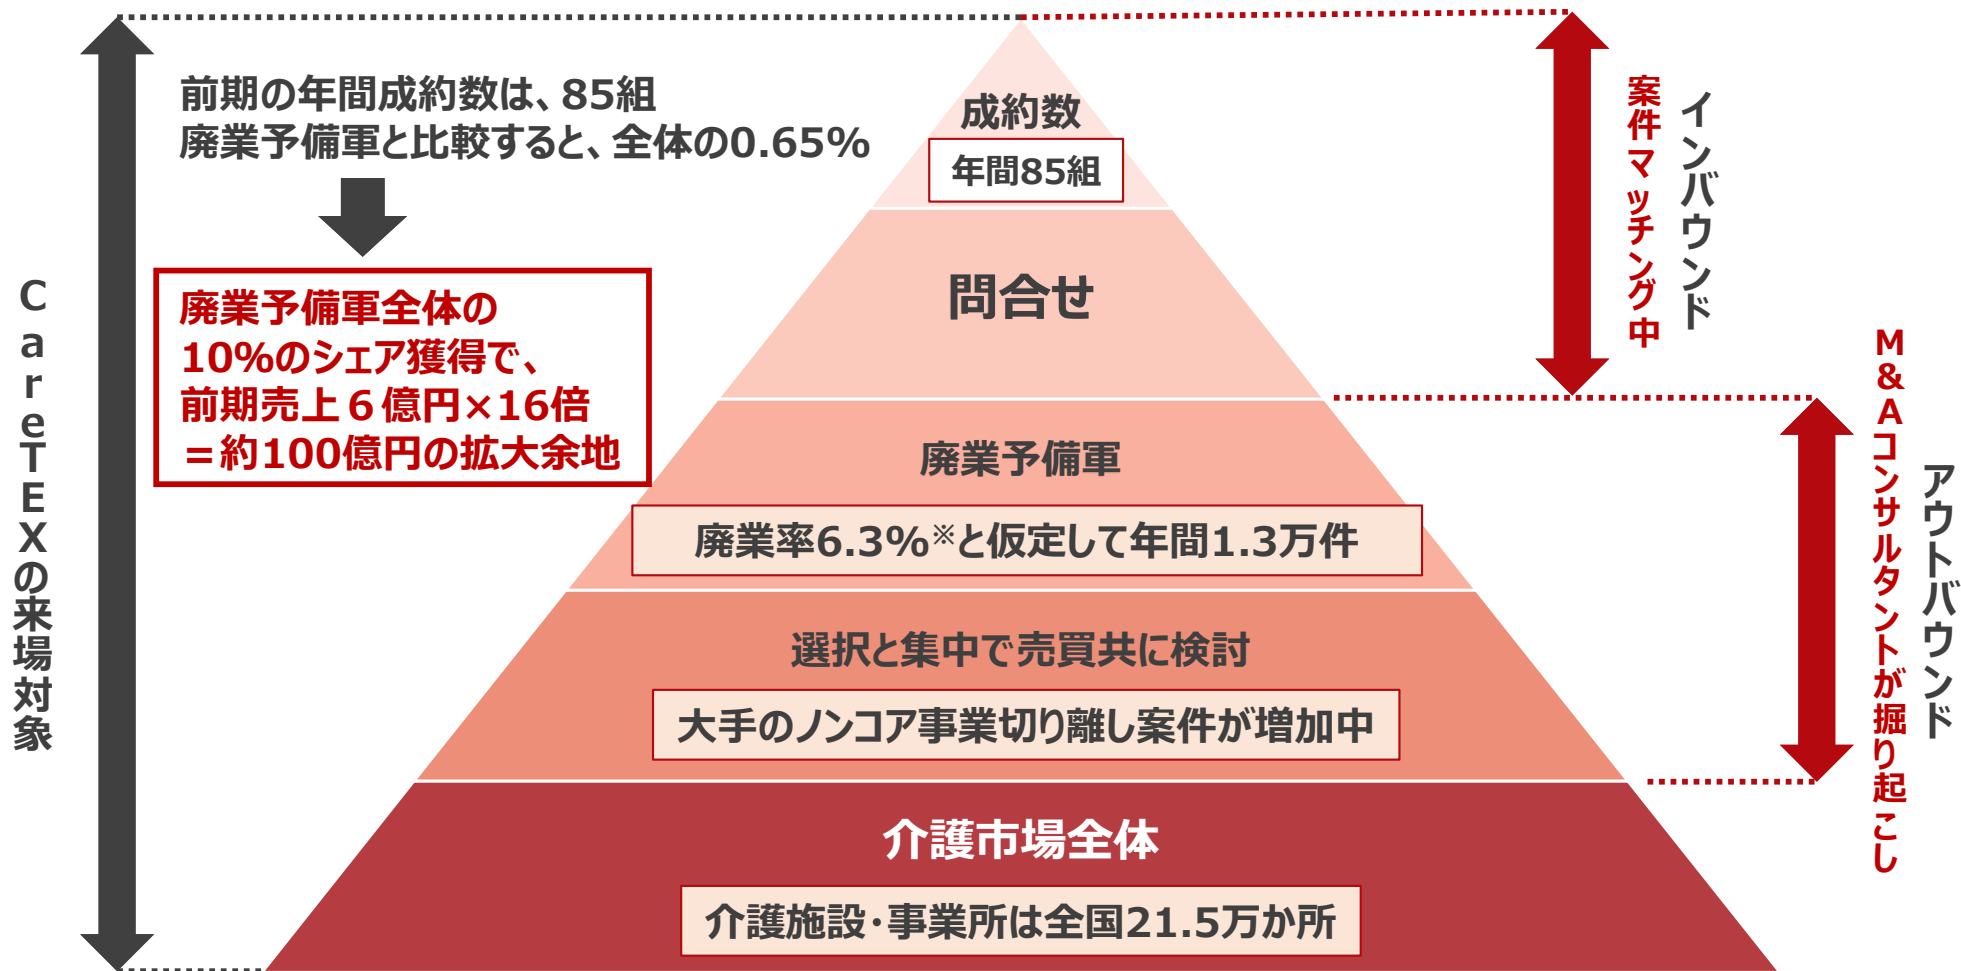 CareTEXの来場対象
前期の年間成約数は、85組
廃業予備軍と比較すると、全体の0.65%
廃業予備軍全体の
10%のシェア獲得で、
前期売上６億円×16倍
＝約100億円の拡大余地
成約数
年間85組
問合せ
廃業予備軍
廃業率6.3%※と仮定して年間1.3万件
選択と集中で売買共に検討
大手のノンコア事業切り離し案件が増加中
介護市場全体
介護施設・事業所は全国21.5万か所
インバウンド
案件マッチング中
アウトバウンド
M&Aコンサルタントが掘り起こし